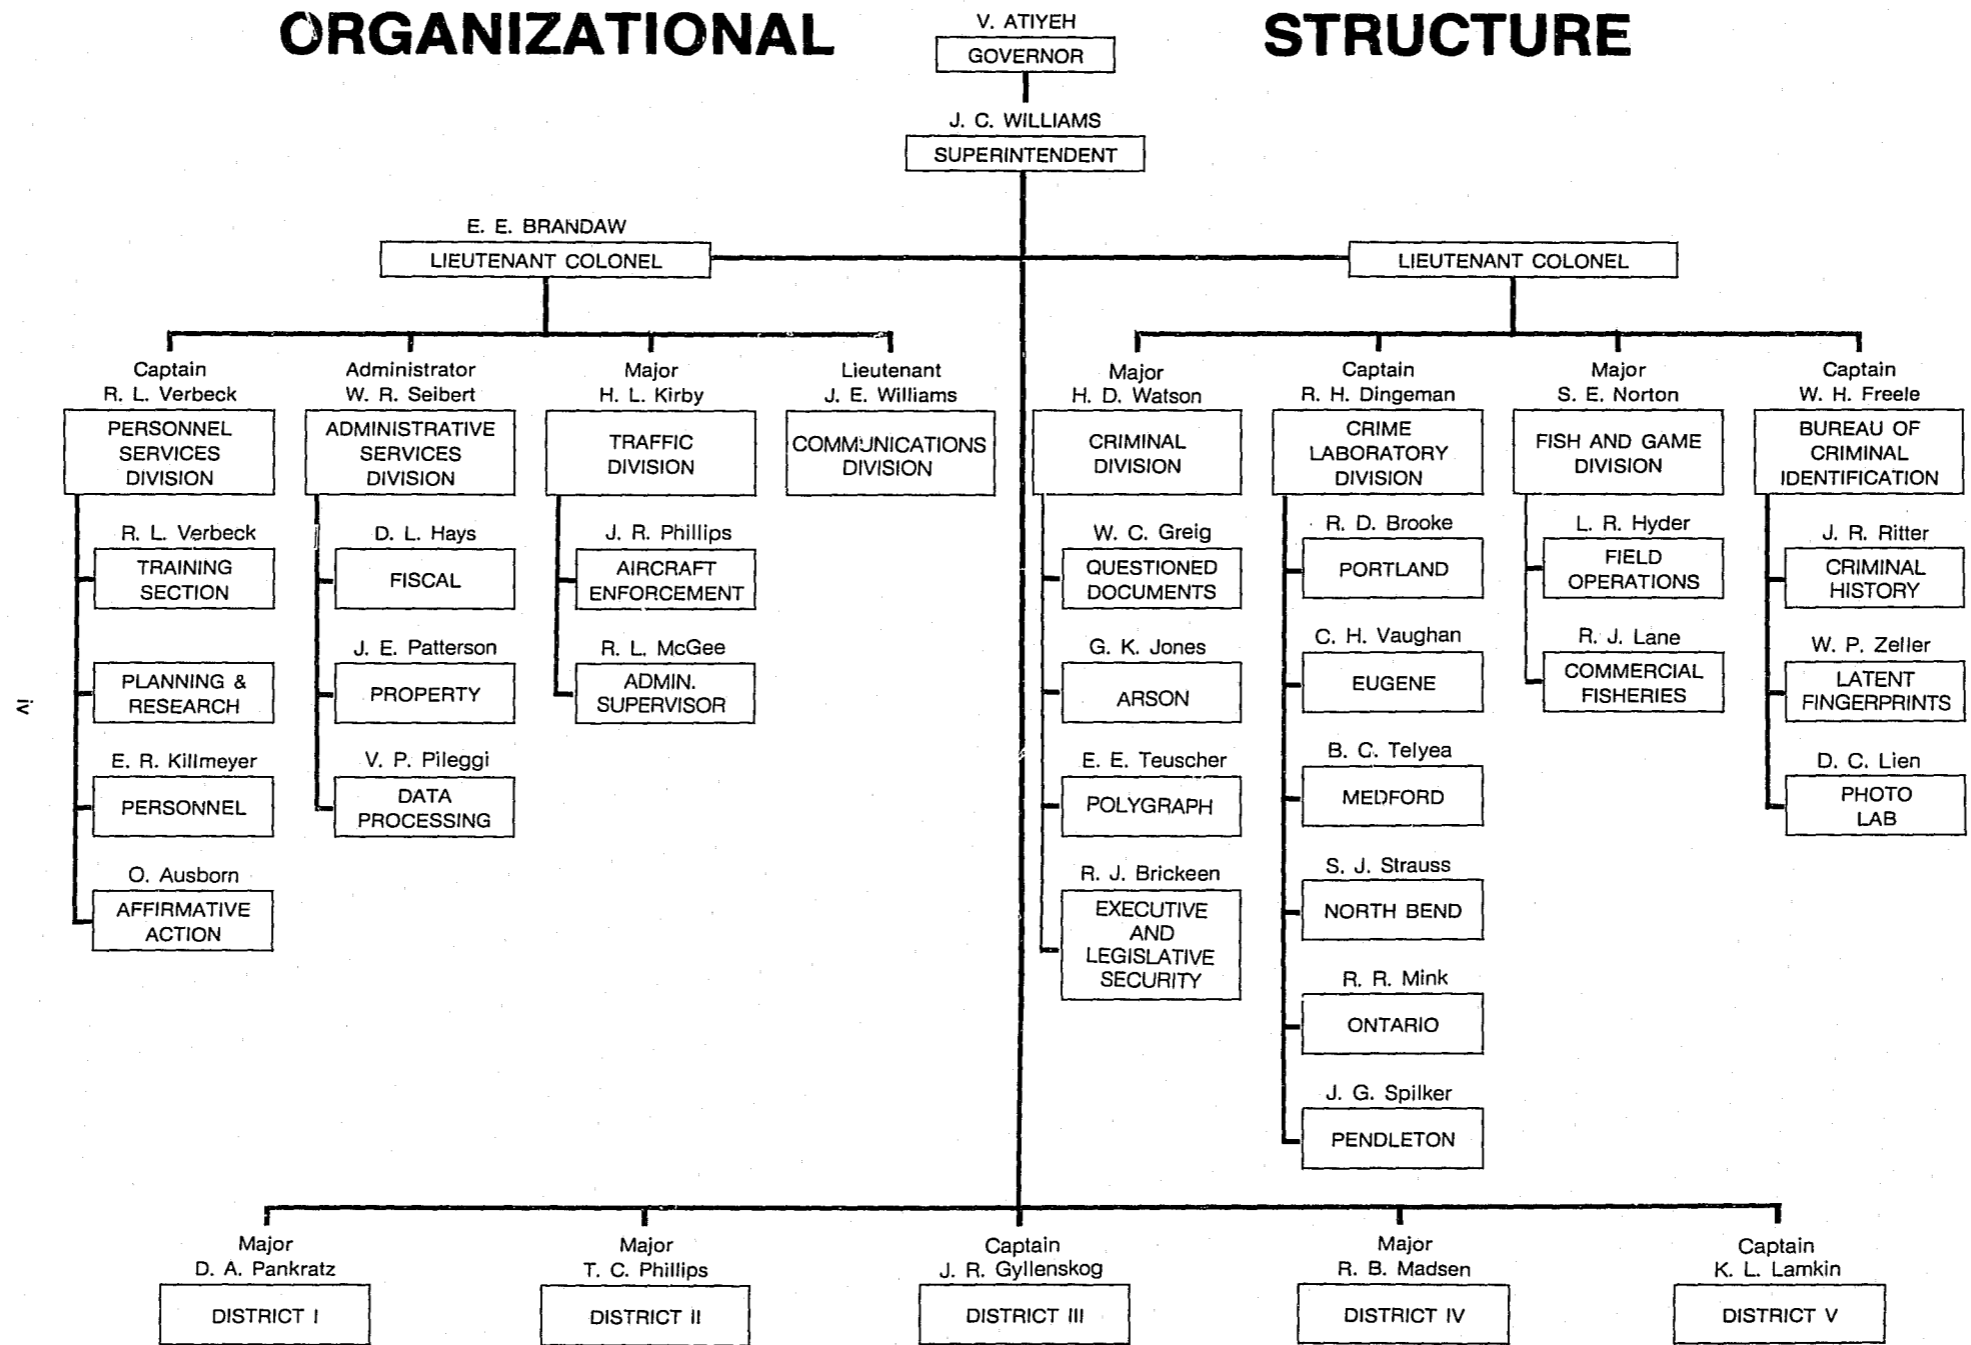 ORGANIZATIONAL STRUCTURE
V. ATIYEH
GOVERNOR
J. C. WILLIAMS
SUPERINTENDENT
E. E. BRANDAW
LIEUTENANT COLONEL
LIEUTENANT COLONEL
Captain
R. L. Verbeck
PERSONNEL
SERVICES
DIVISION
R. L. Verbeck
TRAINING
SECTION
PLANNING &
RESEARCH
E. R. Killmeyer
PERSONNEL
O. Ausborn
AFFIRMATIVE
ACTION
Administrator
W. R. Seibert
ADMINISTRATIVE
SERVICES
DIVISION
D. L. Hays
FISCAL
J. E. Patterson
PROPERTY
V. P. Pileggi
DATA
PROCESSING
Major
H. L. Kirby
TRAFFIC
DIVISION
J. R. Phillips
AIRCRAFT
ENFORCEMENT
R. L. McGee
ADMIN.
SUPERVISOR
Lieutenant
J. E. Williams
COMMUNICATIONS
DIVISION
Major
H. D. Watson
CRIMINAL
DIVISION
W. C. Greig
QUESTIONED
DOCUMENTS
G. K. Jones
ARSON
E. E. Teuscher
POLYGRAPH
R. J. Brickeen
EXECUTIVE
AND
LEGISLATIVE
SECURITY
Captain
R. H. Dingeman
CRIME
LABORATORY
DIVISION
R. D. Brooke
PORTLAND
C. H. Vaughan
EUGENE
B. C. Telyea
MEDFORD
S. J. Strauss
NORTH BEND
R. R. Mink
ONTARIO
J. G. Spilker
PENDLETON
Major
S. E. Norton
FISH AND GAME
DIVISION
L. R. Hyder
FIELD
OPERATIONS
R. J. Lane
COMMERCIAL
FISHERIES
Captain
W. H. Freele
BUREAU OF
CRIMINAL
IDENTIFICATION
J. R. Ritter
CRIMINAL
HISTORY
W. P. Zeller
LATENT
FINGERPRINTS
D. C. Lien
PHOTO
LAB
Major
D. A. Pankratz
DISTRICT I
Major
T. C. Phillips
DISTRICT II
Captain
J. R. Gyllenskog
DISTRICT III
Major
R. B. Madsen
DISTRICT IV
Captain
K. L. Lamkin
DISTRICT V
iv